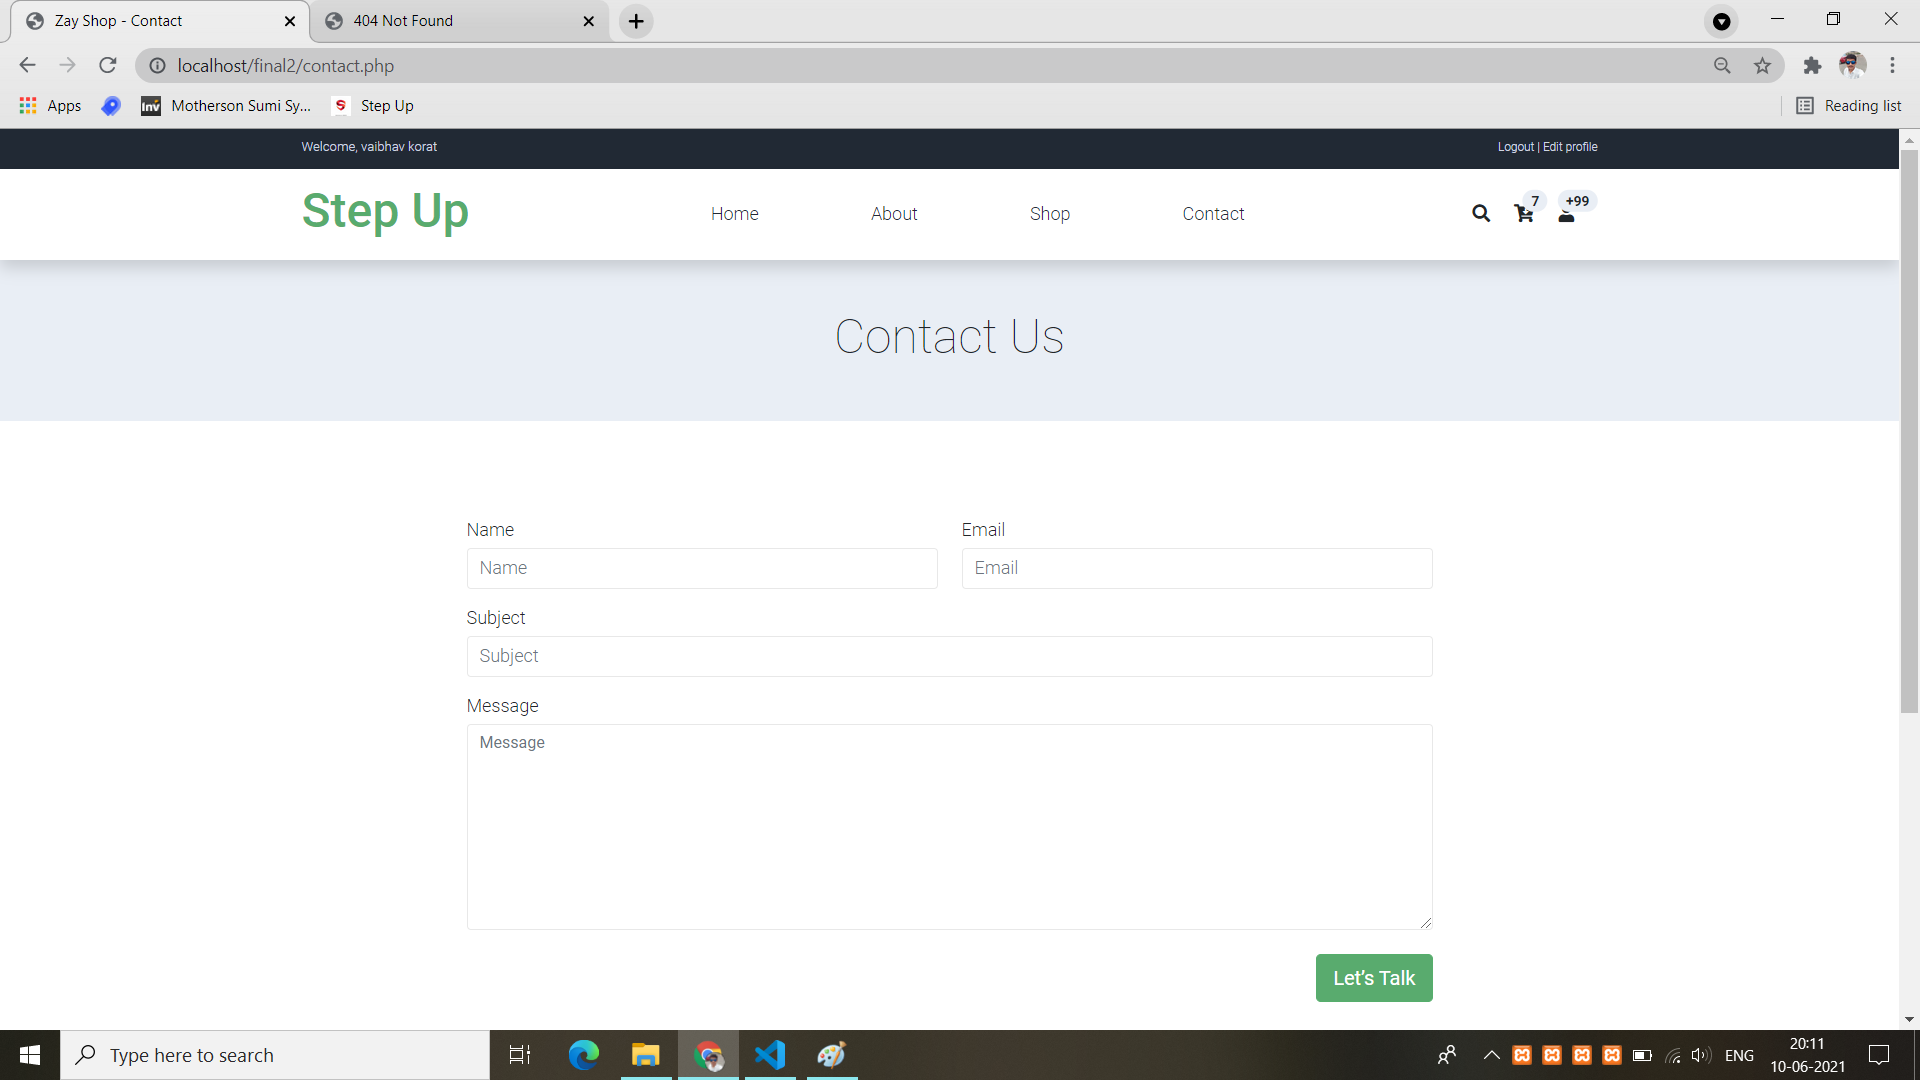 Zay Shop - Contact
404 Not Found
localhost/final2/contact.php
Apps
Inv
Motherson Sumi Sy...
S
Step Up
Reading list
Welcome, vaibhav korat
Logout | Edit profile
Step Up
Home
About
Shop
Contact
7
+99
Contact Us
Name
Email
Name
Email
Subject
Subject
Message
Message
Let's Talk
Type here to search
ENG
20:11
10-06-2021